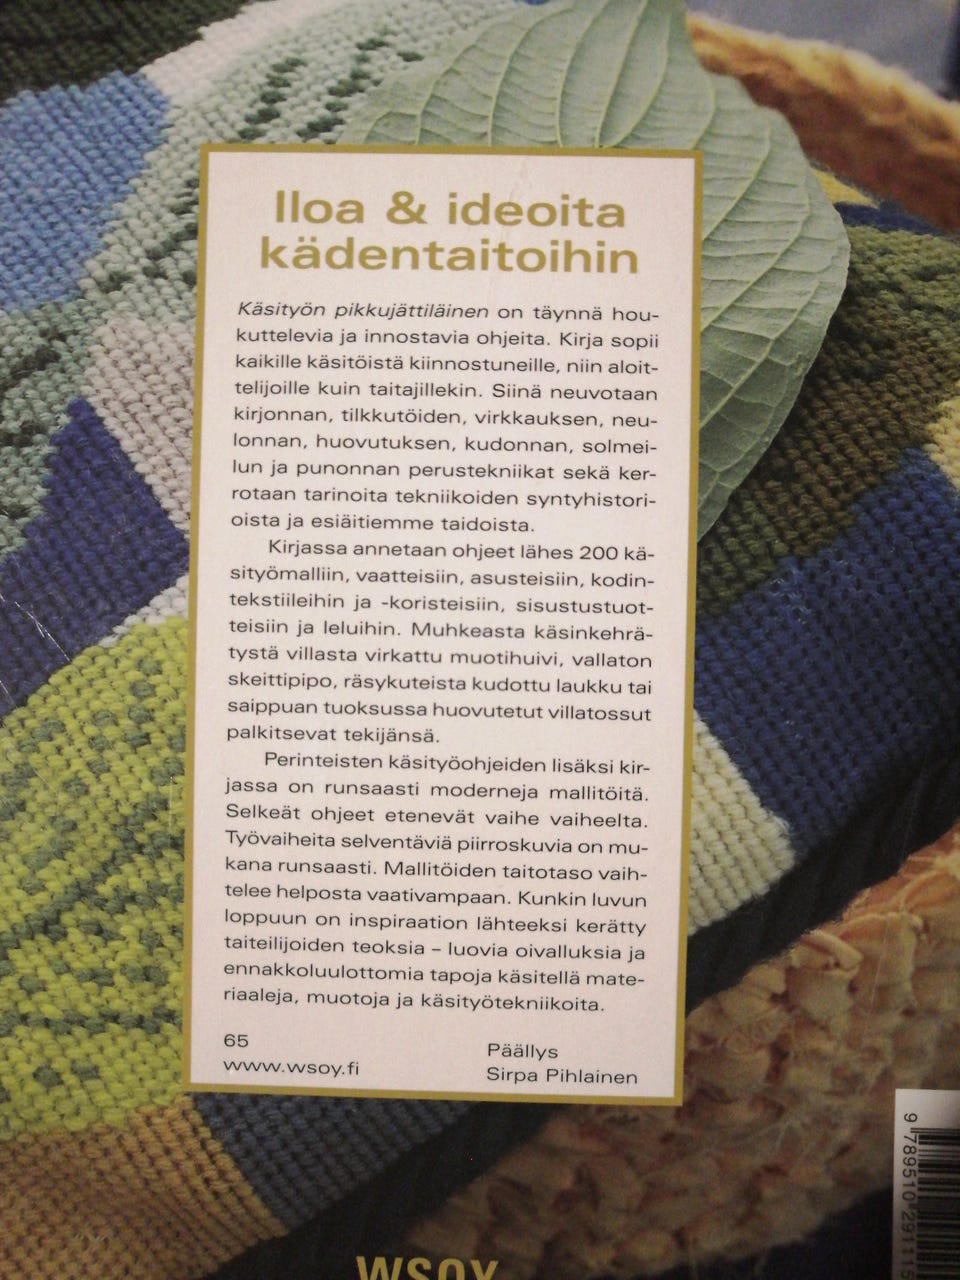 Iloa & ideoita
kädentaitoihin
Käsityön pikkujättiläinen on täynnä hou-
kuttelevia ja innostavia ohjeita. Kirja sopii
kaikille käsitöistä kiinnostuneille, niin aloit-
telijoille kuin taitajillekin. Siinä neuvotaan
kirjonnan, tilkkutöiden, virkkauksen, neu-
lonnan, huovutuksen, kudonnan, solmei-
lun ja punonnan perustekniikat sekä ker-
rotaan tarinoita tekniikoiden syntyhistori-
oista ja esiäitiemme taidoista.
Kirjassa annetaan ohjeet lähes 200 kä-
sityömalliin, vaatteisiin, asusteisiin, kodin-
tekstiileihin ja -koristeisiin, sisustustuot-
teisiin ja leluihin. Muhkeasta käsinkehrä-
tystä villasta virkattu muotihuivi, vallaton
skeittipipo, räsykuteista kudottu laukku tai
saippuan tuoksussa huovutetut villatossut
palkitsevat tekijänsä.
Perinteisten käsityöohjeiden lisäksi kir-
jassa on runsaasti moderneja mallitöitä.
Selkeät ohjeet etenevät vaihe vaiheelta.
Työvaiheita selventäviä piirroskuvia on mu-
kana runsaasti. Mallitöiden taitotaso vaih-
telee helposta vaativampaan. Kunkin luvun
loppuun on inspiraation lähteeksi kerätty
taiteilijoiden teoksia – luovia oivalluksia ja
ennakkoluulottomia tapoja käsitellä mate-
riaaleja, muotoja ja käsityötekniikoita.
65
www.wsoy.fi
Päällys
Sirpa Pihlainen
WSOY